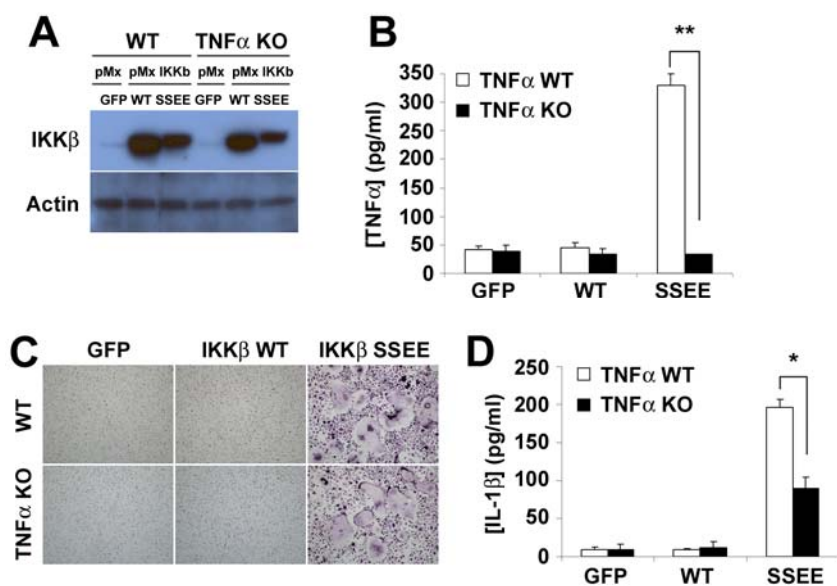 A
WT TNFα KO
pMx pMx IKKb pMx pMx IKKb
GFP WT SSEE GFP WT SSEE
IKKβ
Actin
B
**
[TNFα] (pg/ml)
350
300
250
200
150
100
50
0
TNFα WT
TNFα KO
GFP WT SSEE
C
GFP IKKβ WT IKKβ SSEE
WT
TNFα KO
D
*
[IL-1β] (pg/ml)
250
200
150
100
50
0
TNFα WT
TNFα KO
GFP WT SSEE